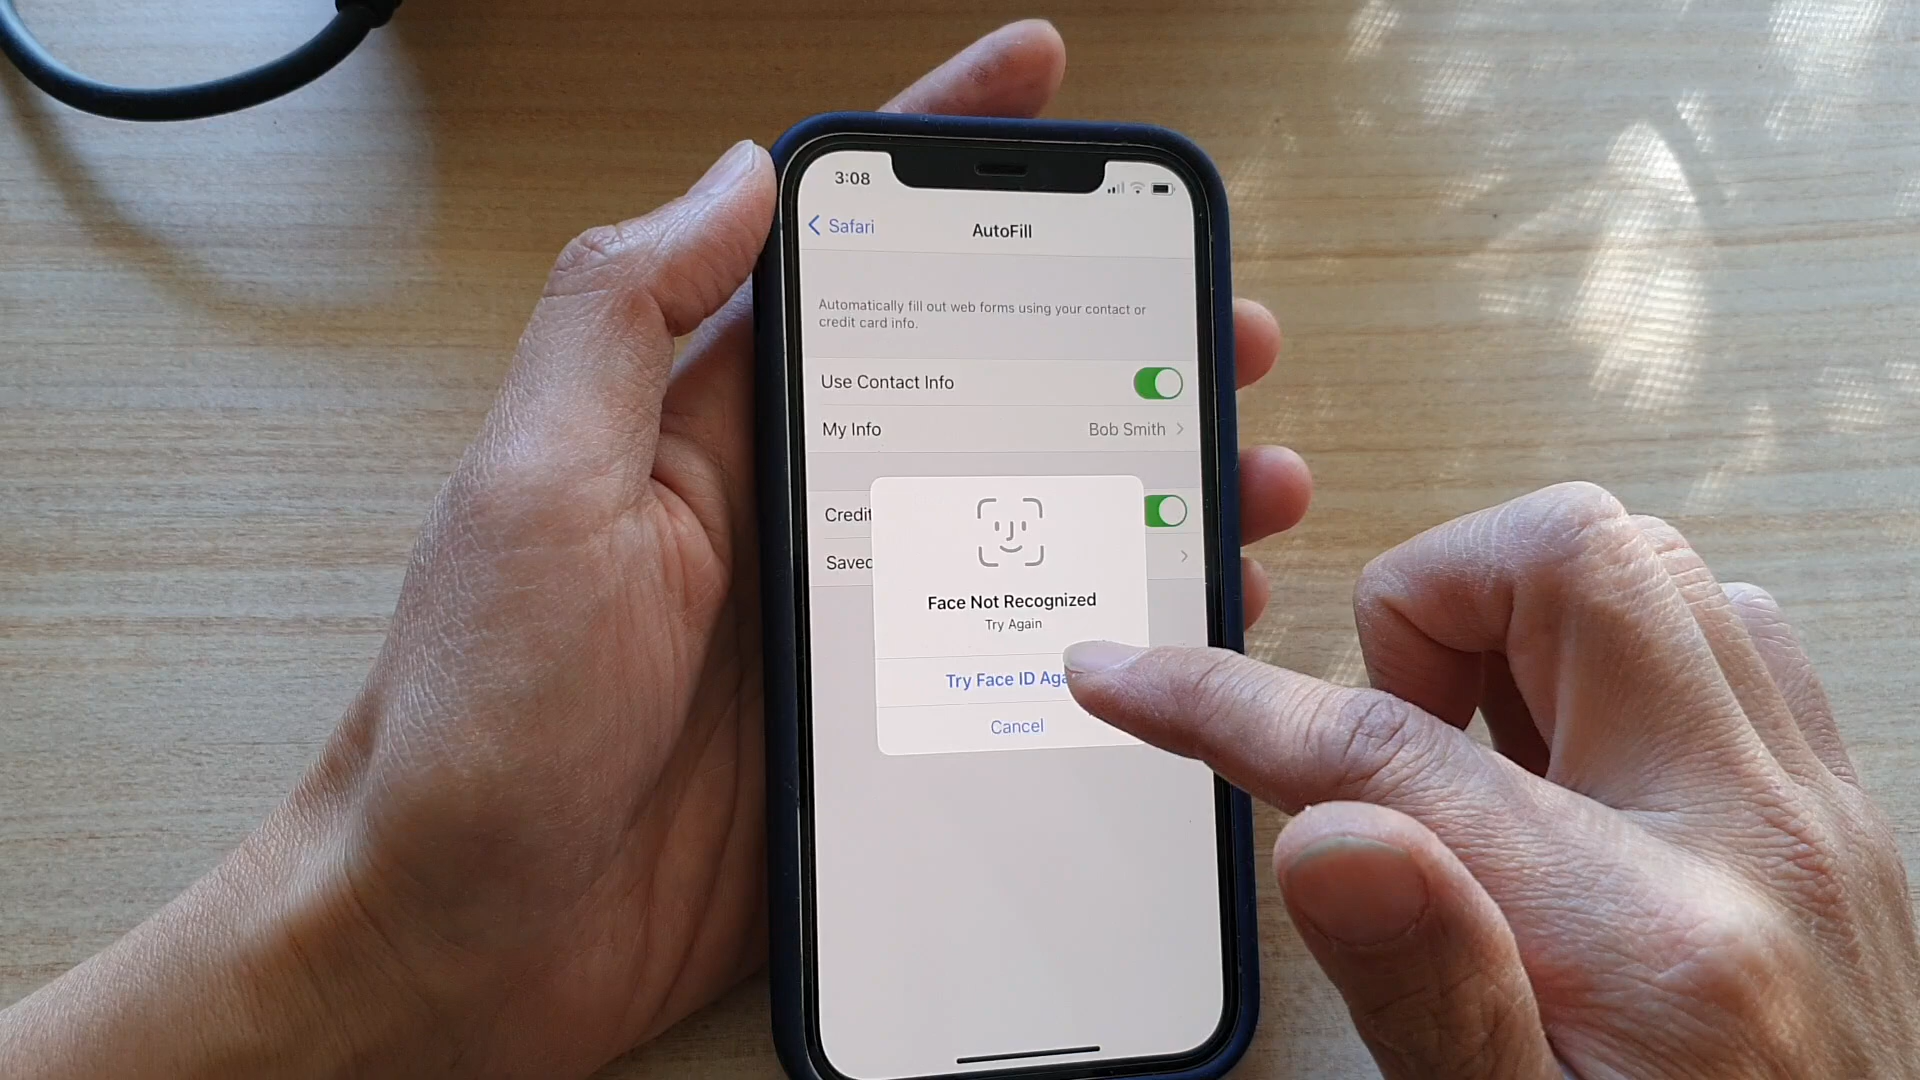 3:08
Safari
AutoFill
Automatically fill out web forms using your contact or
credit card info.
Use Contact Info
My Info Bob Smith
Credit
Saved
Face Not Recognized
Try Again
Try Face ID Aga
Cancel